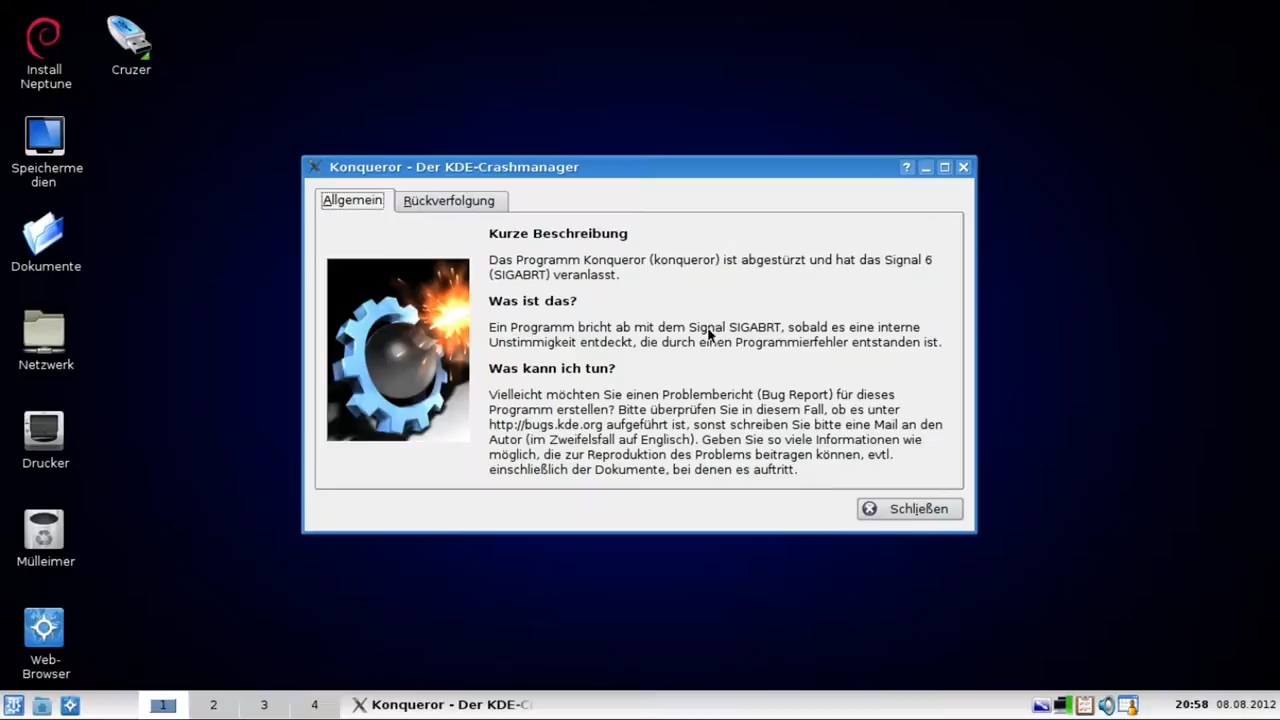 Install
Neptune
Cruzer
Speicherme
dien
Dokumente
Netzwerk
Drucker
Mülleimer
Web-
Browser
Konqueror - Der KDE-Crashmanager
?
Allgemein
Rückverfolgung
Kurze Beschreibung
Das Programm Konqueror (konqueror) ist abgestürzt und hat das Signal 6
(SIGABRT) veranlasst.
Was ist das?
Ein Programm bricht ab mit dem Signal SIGABRT, sobald es eine interne
Unstimmigkeit entdeckt, die durch einen Programmierfehler entstanden ist.
Was kann ich tun?
Vielleicht möchten Sie einen Problembericht (Bug Report) für dieses
Programm erstellen? Bitte überprüfen Sie in diesem Fall, ob es unter
http://bugs.kde.org aufgeführt ist, sonst schreiben Sie bitte eine Mail an den
Autor (im Zweifelsfall auf Englisch). Geben Sie so viele Informationen wie
möglich, die zur Reproduktion des Problems beitragen können, evtl.
einschließlich der Dokumente, bei denen es auftritt.
Schließen
1 2 3 4 Konqueror - Der KDE-C 20:58 08.08.2012